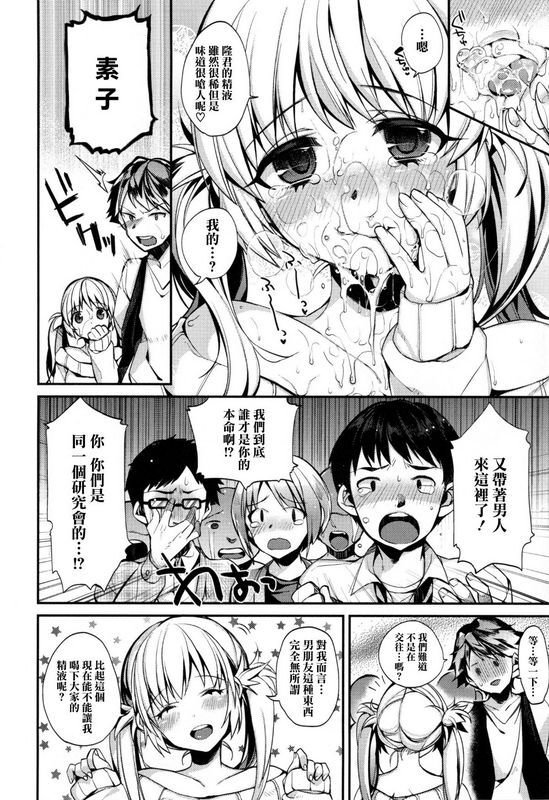 …嗯
隆君的精液
雖然很稀但是
味道很嗆人呢♡
我的…?
素子
ビクッ
又帶著男人
來這裡了!
我們到底
誰才是你的
本命啊!?
你 你們是
同一個研究會的…!?
等…等一下…
我們難道
不是在
交往…嗎?
對我而言…
男朋友這種東西
完全無所謂
比起這個
現在能不能讓我
喝下大家的
精液呢?